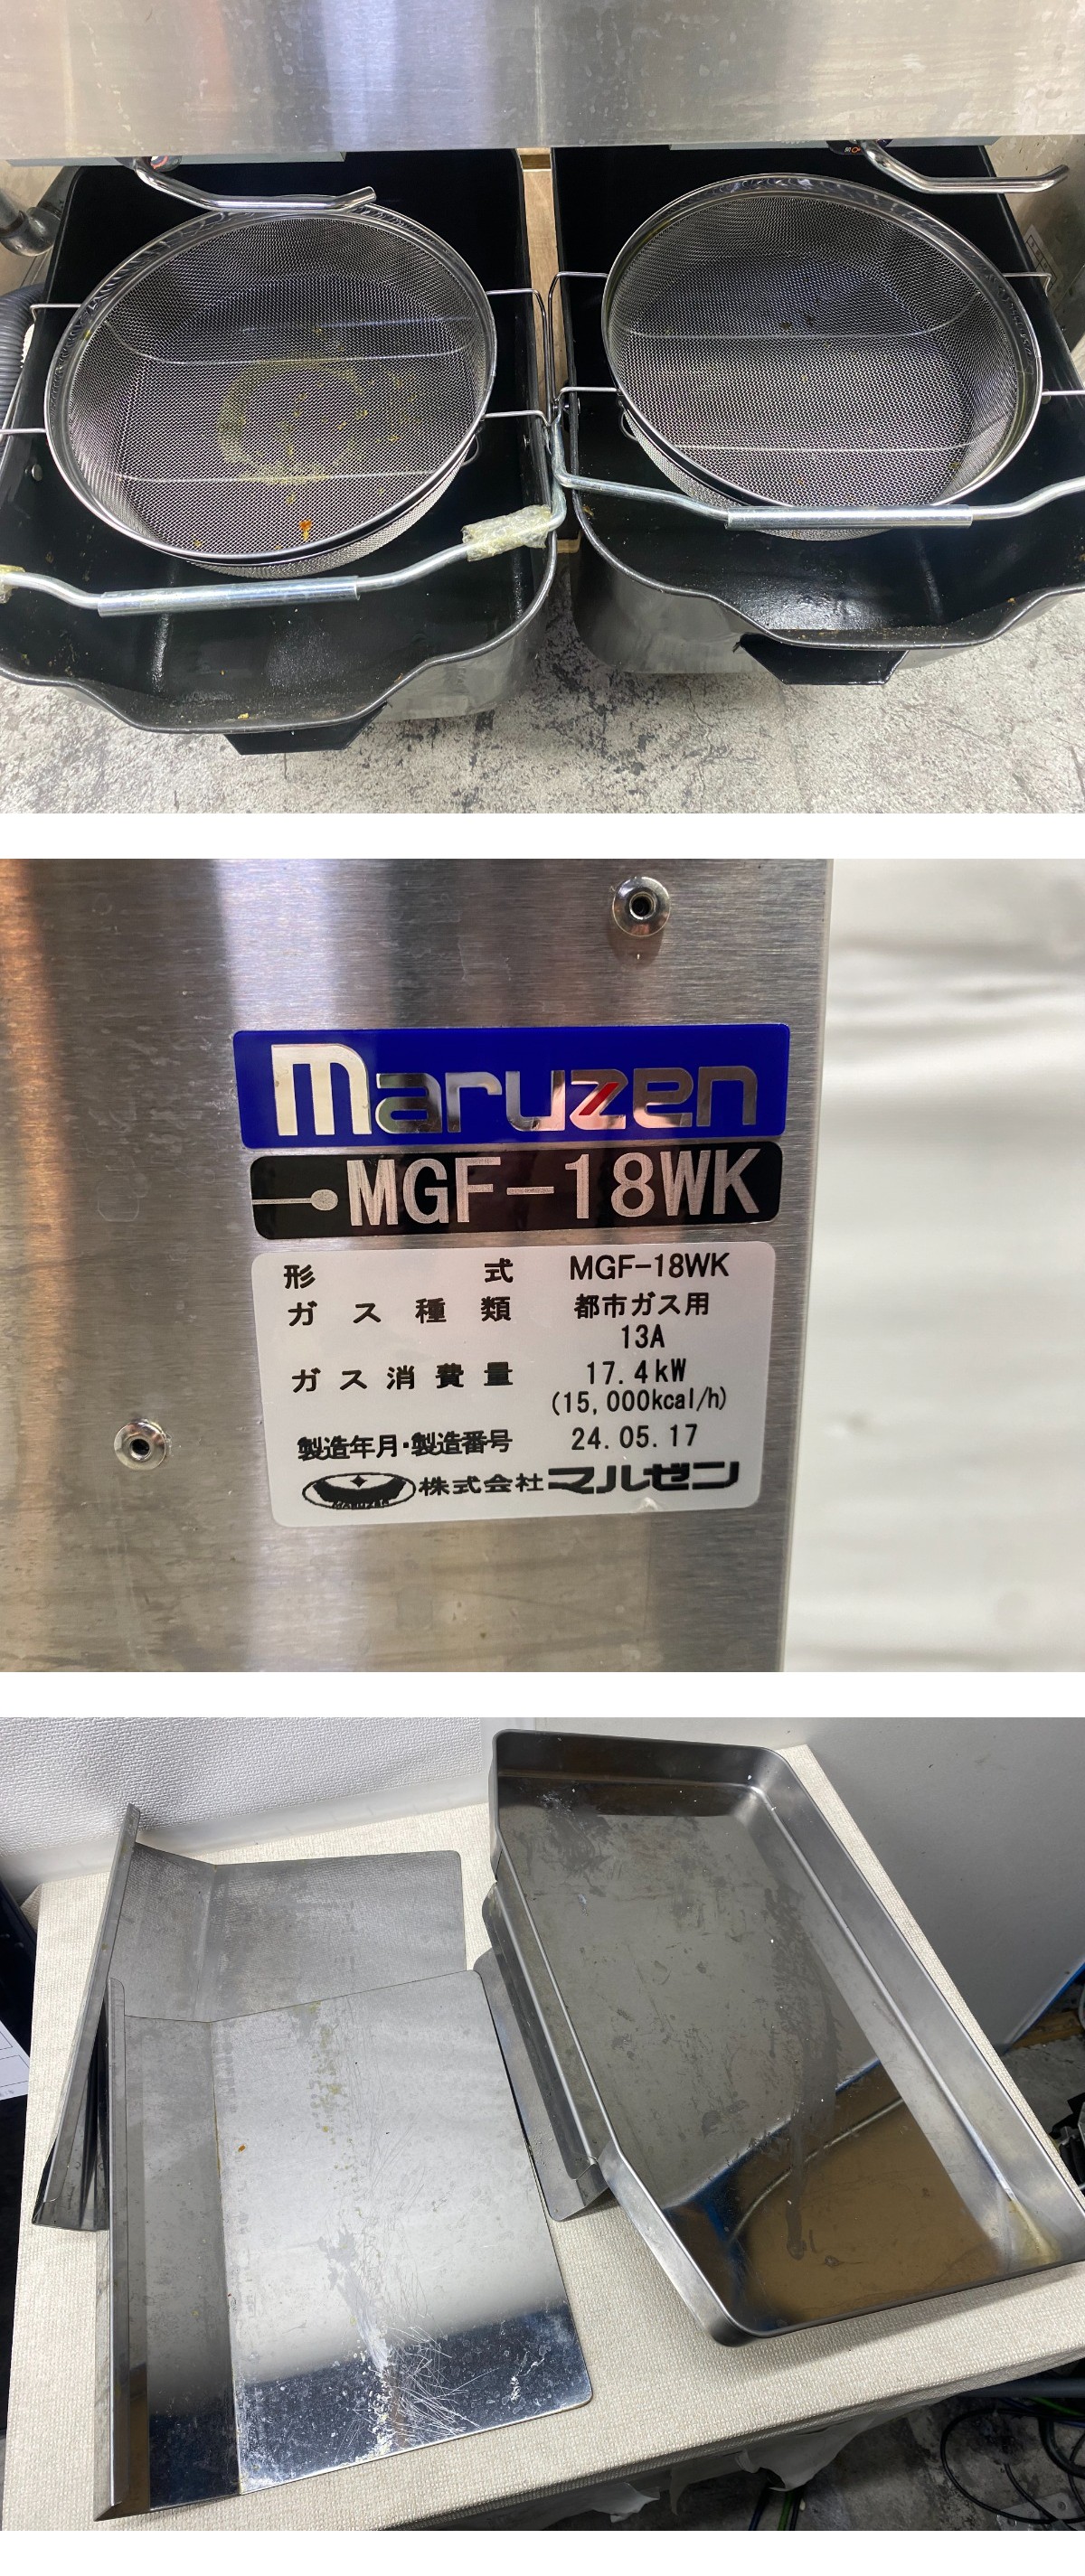 maruzen
MGF-18WK
形式 MGF-18WK
ガス種類 都市ガス用
13A
ガス消費量 17.4kW
(15,000kcal/h)
製造年月・製造番号 24.05.17
MARUZEN 株式会社マルゼン